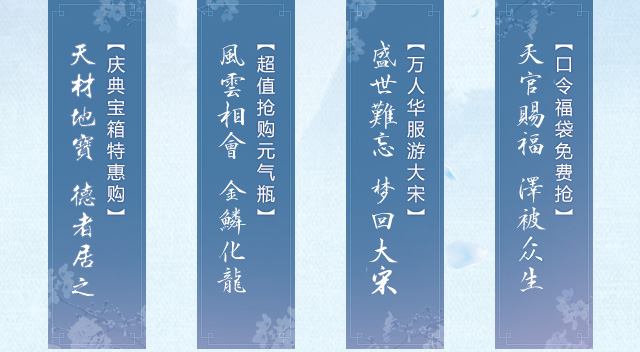 【口令福袋免费抢】
天官賜福 澤被众生
【万人华服游大宋】
盛世難忘 梦回大宋
【超值抢购元气瓶】
風雲相會 金鳞化龍
【庆典宝箱特惠购】
天材地寶 德者居之